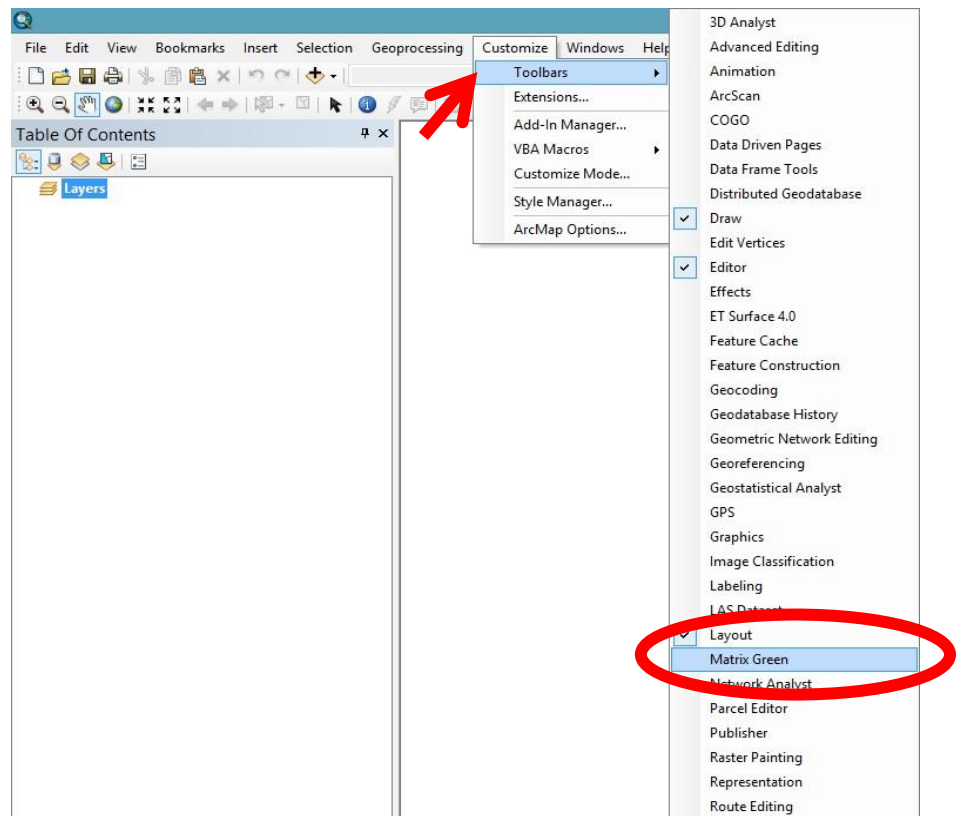 File Edit View Bookmarks Insert Selection Geoprocessing Customize Windows Help
Table Of Contents
Layers
Toolbars
Extensions...
Add-In Manager...
VBA Macros
Customize Mode...
Style Manager...
ArcMap Options...
3D Analyst
Advanced Editing
Animation
ArcScan
COGO
Data Driven Pages
Data Frame Tools
Distributed Geodatabase
Draw
Edit Vertices
Editor
Effects
ET Surface 4.0
Feature Cache
Feature Construction
Geocoding
Geodatabase History
Geometric Network Editing
Georeferencing
Geostatistical Analyst
GPS
Graphics
Image Classification
Labeling
LAS Dataset
Layout
Matrix Green
Network Analyst
Parcel Editor
Publisher
Raster Painting
Representation
Route Editing